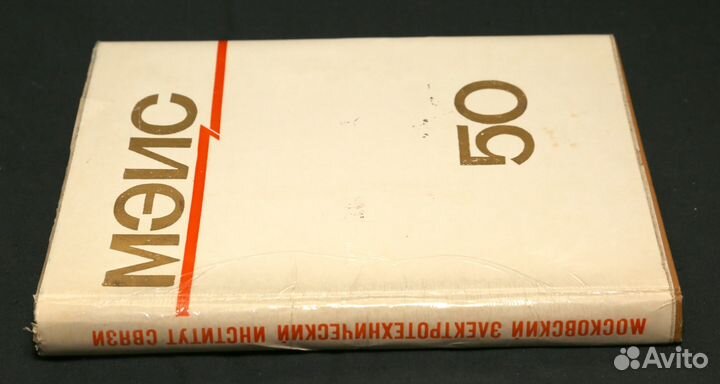 МЭИС
50
МОСКОВСКИЙ ЭЛЕКТРОТЕХНИЧЕСКИЙ ИНСТИТУТ СВЯЗИ
Avito